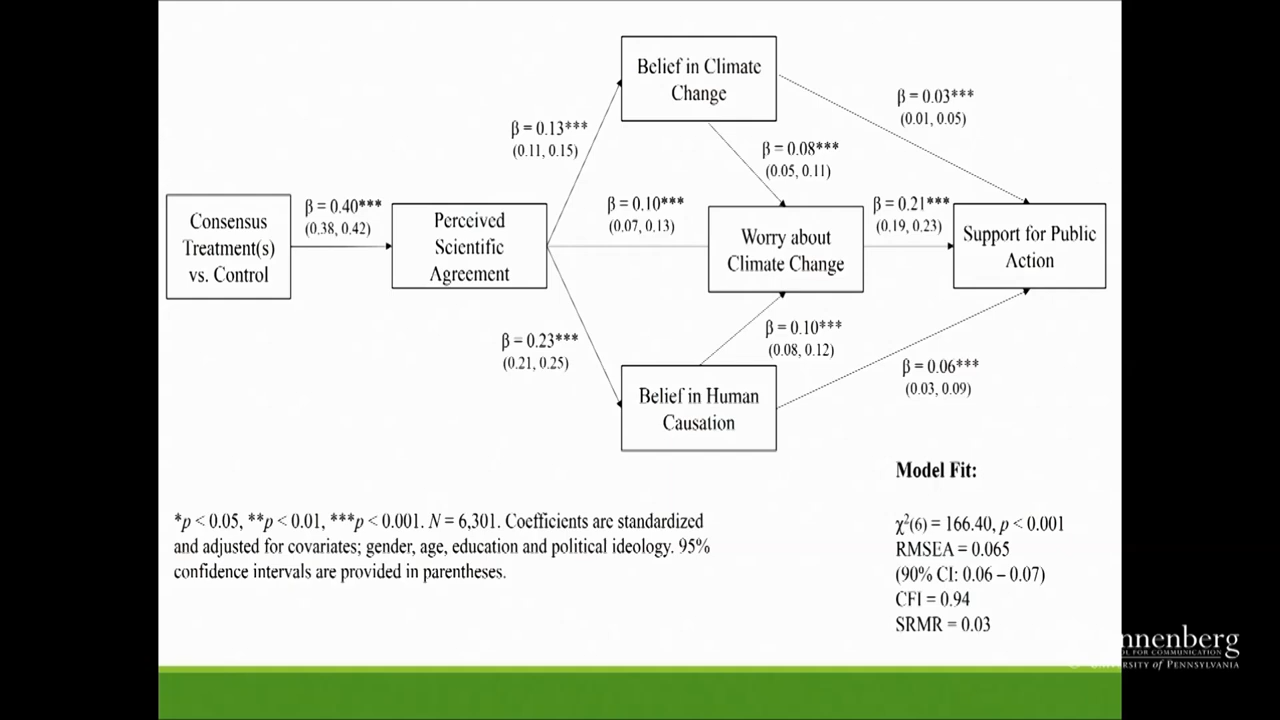 Belief in Climate
Change
β = 0.03***
(0.01, 0.05)
β = 0.13***
(0.11, 0.15)
β = 0.08***
(0.05, 0.11)
Consensus
Treatment(s)
vs. Control
β = 0.40***
(0.38, 0.42)
Perceived
Scientific
Agreement
β = 0.10***
(0.07, 0.13)
Worry about
Climate Change
β = 0.21***
(0.19, 0.23)
Support for Public
Action
β = 0.23***
(0.21, 0.25)
β = 0.10***
(0.08, 0.12)
Belief in Human
Causation
β = 0.06***
(0.03, 0.09)
Model Fit:
*p < 0.05, **p < 0.01, ***p < 0.001. N = 6,301. Coefficients are standardized
and adjusted for covariates; gender, age, education and political ideology. 95%
confidence intervals are provided in parentheses.
χ²(6) = 166.40, p < 0.001
RMSEA = 0.065
(90% CI: 0.06 – 0.07)
CFI = 0.94
SRMR = 0.03
nnenberg
OL FOR COMMUNICATION
UNIVERSITY of PENNSYLVANIA